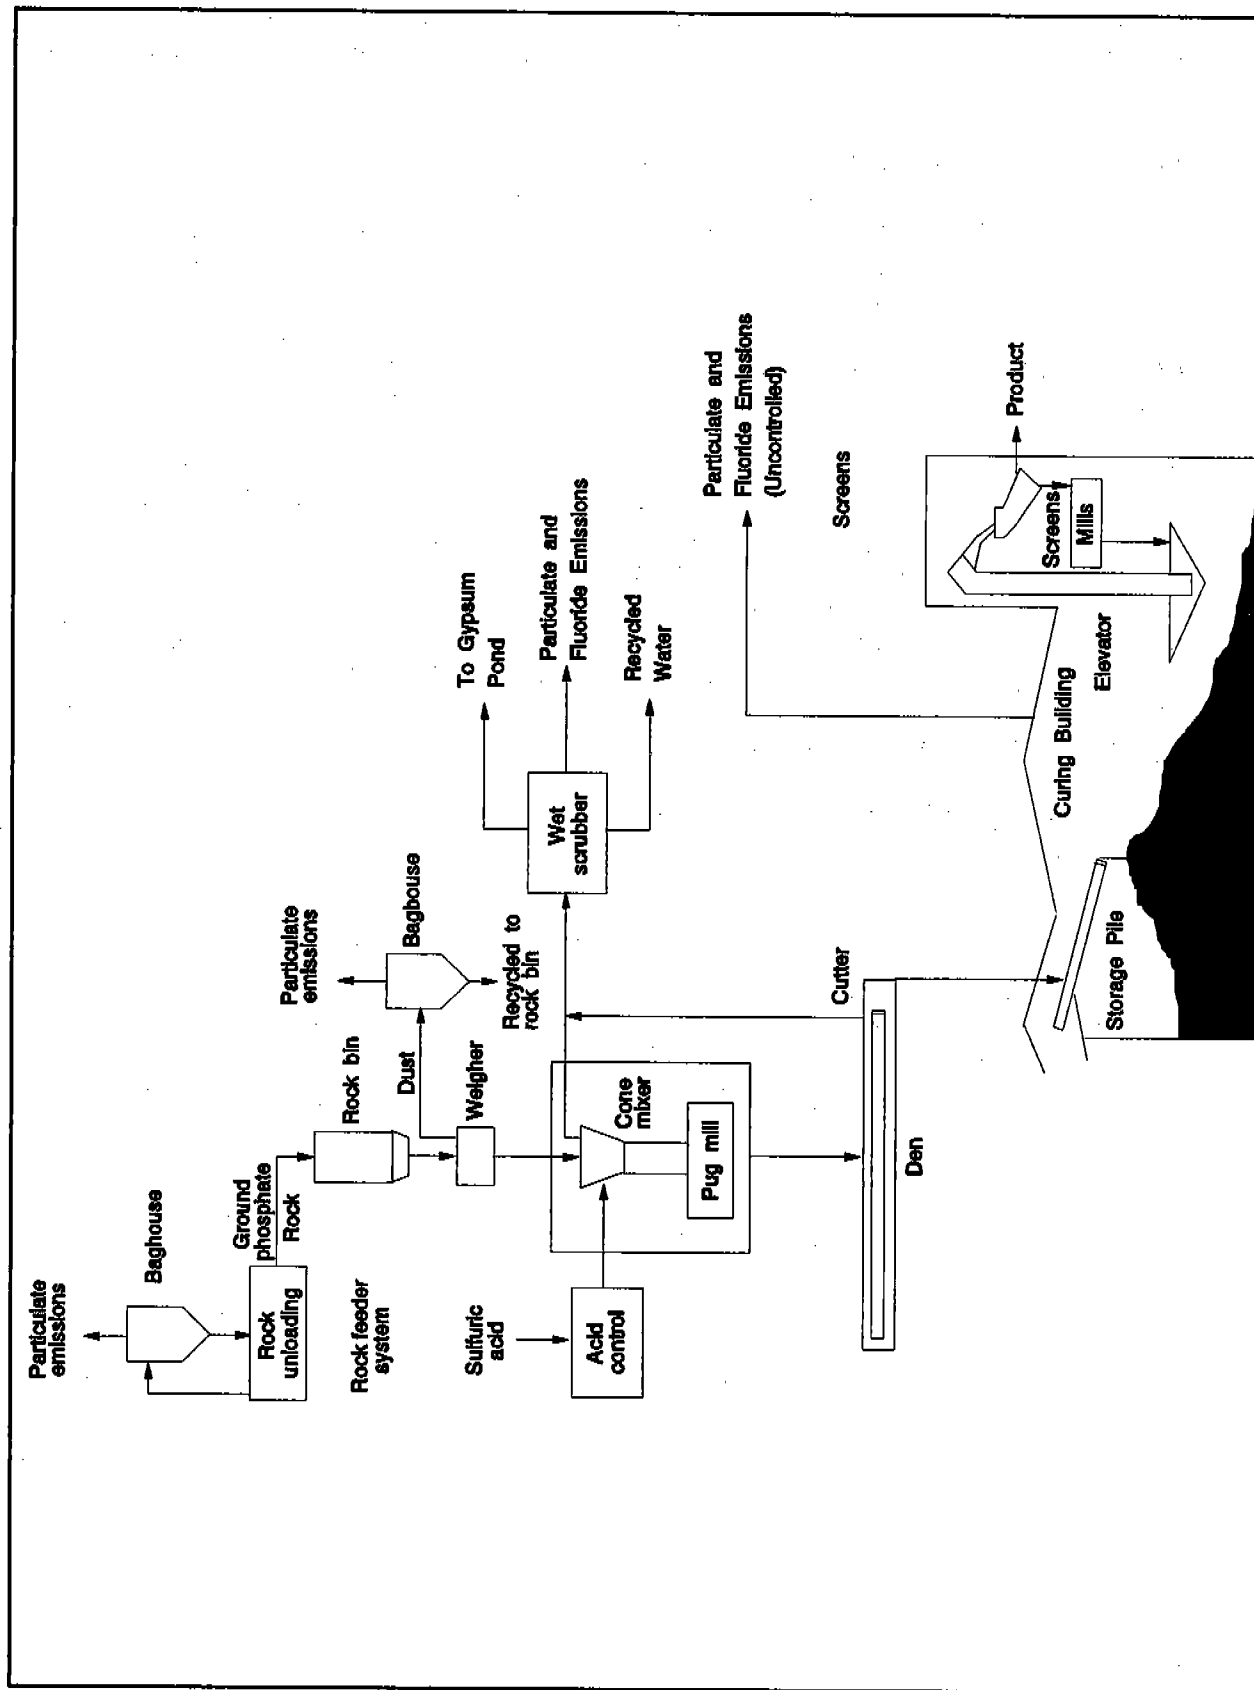 Particulate
emissions
Baghouse
Rock
unloading
Ground
phosphate
Rock
Rock feeder
system
Rock bin
Particulate
emissions
Bagbouse
Dust
Recycled to
rock bin
Weigher
Sulfuric
acid
Acid
control
Cone
mixer
Pug mill
To Gypsum
Pond
Wet
scrubber
Particulate and
Fluoride Emissions
Recycled
Water
Cutter
Den
Particulate and
Fluoride Emissions
(Uncontrolled)
Screens
Product
Screens
Mills
Elevator
Curing Building
Storage Pile